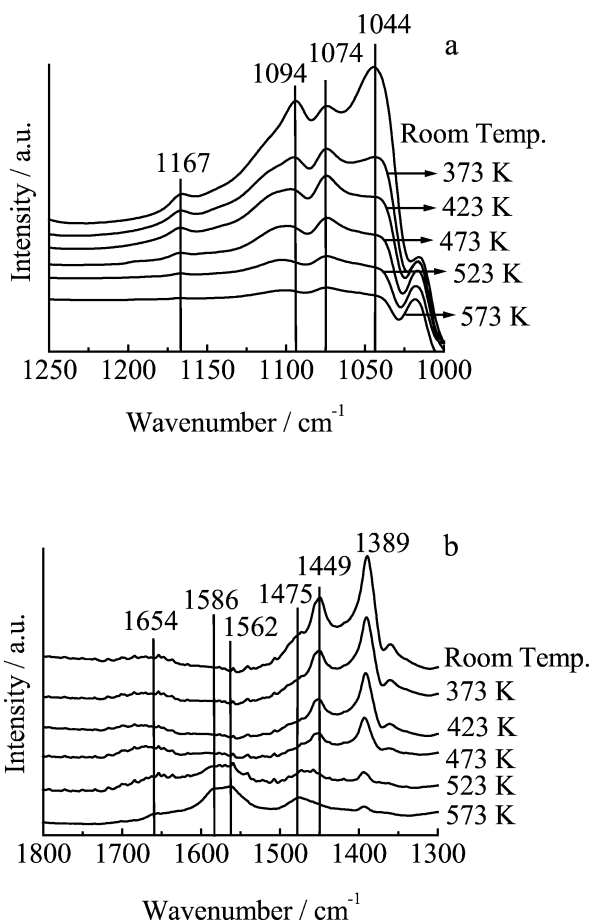 a
1044
1074
1094
1167
Room Temp.
373 K
423 K
473 K
523 K
573 K
Intensity / a.u.
1250 1200 1150 1100 1050 1000
Wavenumber / cm-1
b
1389
1449
1475
1586
1562
1654
Room Temp.
373 K
423 K
473 K
523 K
573 K
Intensity / a.u.
1800 1700 1600 1500 1400 1300
Wavenumber / cm-1